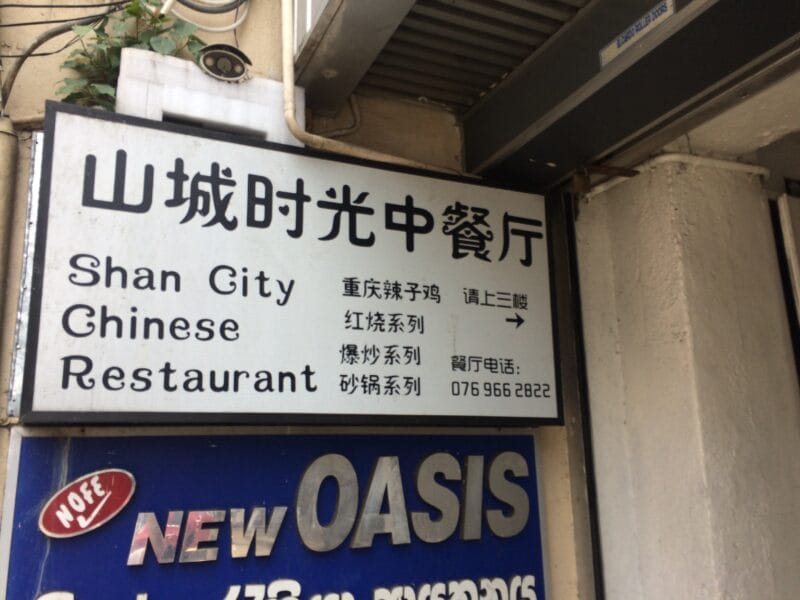 山城时光中餐厅
Shan City
Chinese
Restaurant
重庆辣子鸡
红烧系列
爆炒系列
砂锅系列
请上三楼
→
餐厅电话:
076 966 2822
NOFE
NEW OASIS